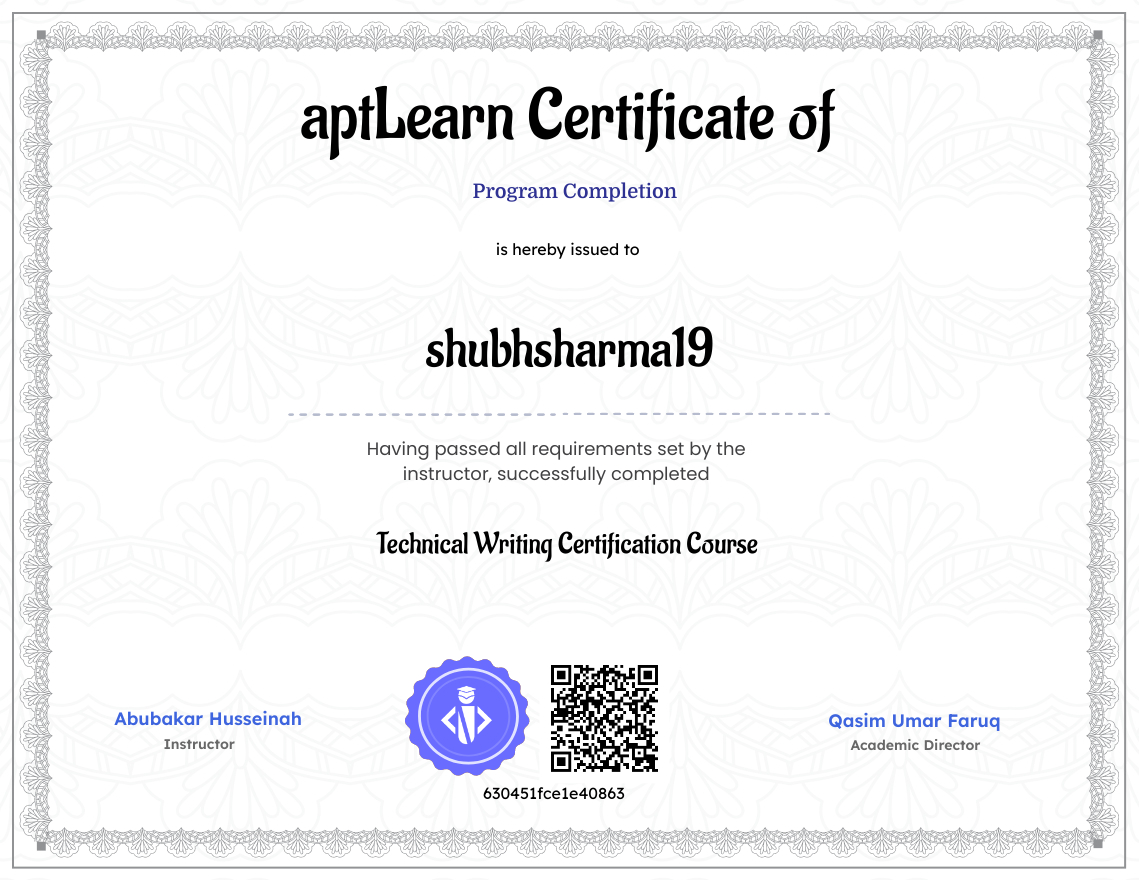 aptLearn Certificate of
Program Completion
is hereby issued to
shubhsharma19
Having passed all requirements set by the
instructor, successfully completed
Technical Writing Certification Course
Abubakar Husseinah
Instructor
Qasim Umar Faruq
Academic Director
630451fce1e40863